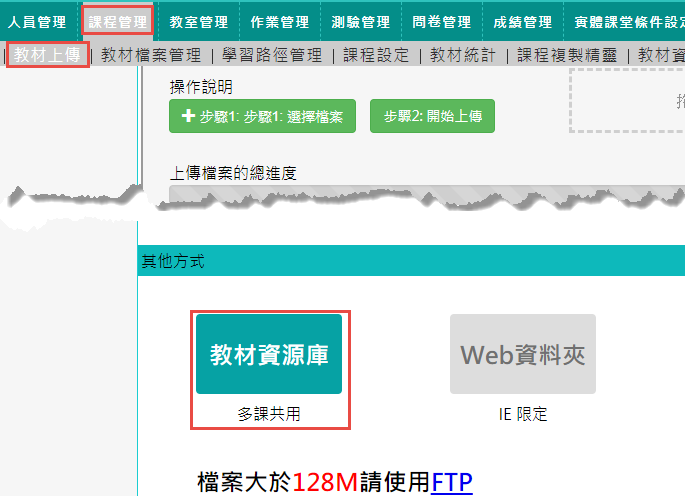 人員管理 課程管理 教室管理 作業管理 測驗管理 問卷管理 成績管理 實體課堂條件設定
| 教材上傳 | 教材檔案管理 | 學習路徑管理 | 課程設定 | 教材統計 | 課程複製精靈 | 教材資
操作說明
步驟1: 步驟1: 選擇檔案 步驟2: 開始上傳
上傳檔案的總進度
其他方式
教材資源庫 Web資料夾
多課共用 IE 限定
檔案大於128M請使用FTP